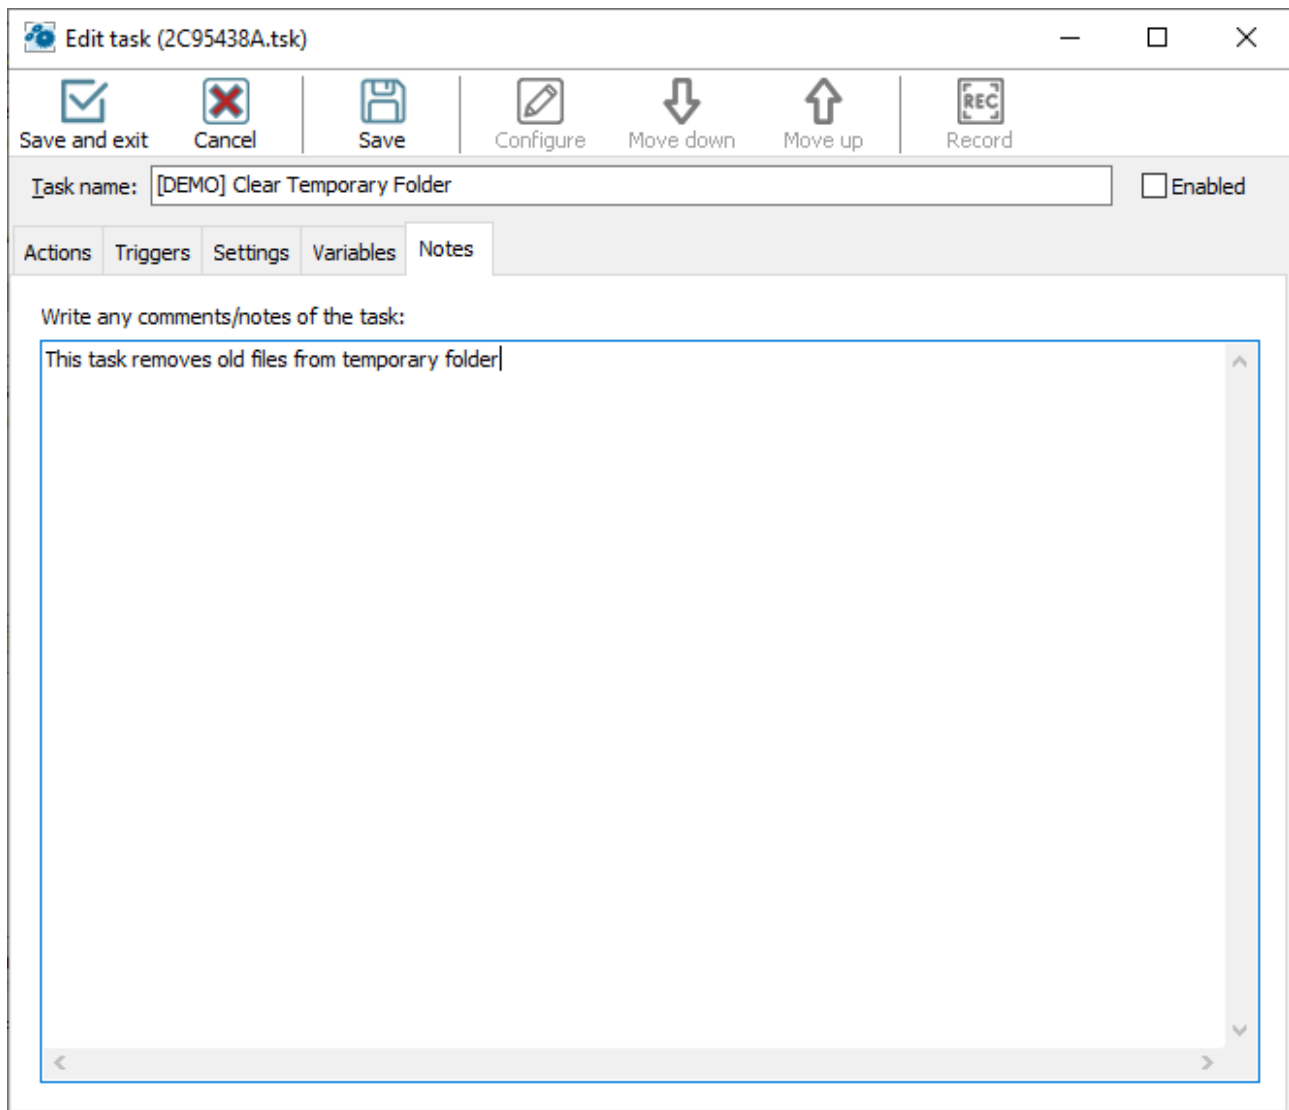 Edit task (2C95438A.tsk)
Save and exit Cancel Save Configure Move down Move up REC Record
Task name: [DEMO] Clear Temporary Folder Enabled
Actions Triggers Settings Variables Notes
Write any comments/notes of the task:
This task removes old files from temporary folder